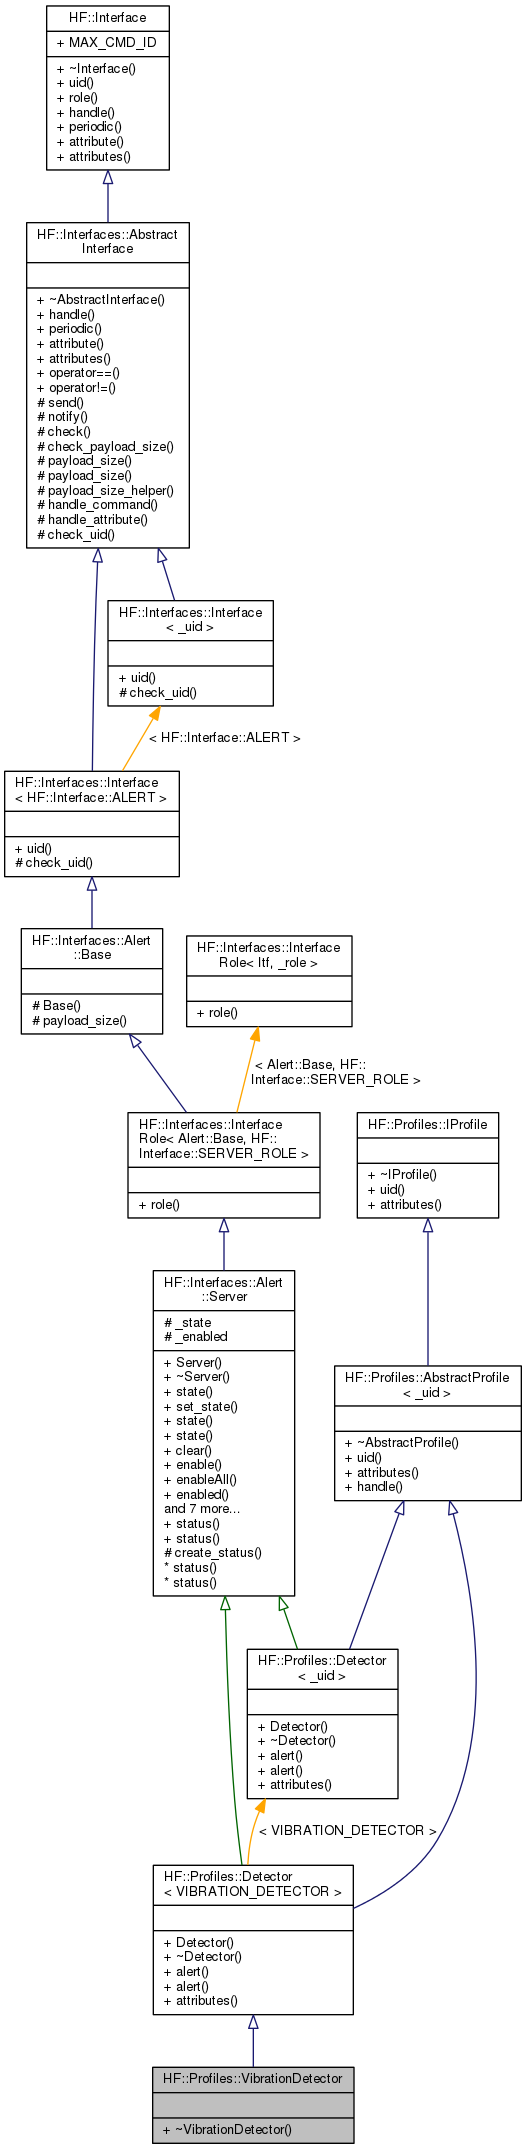 HF::Interface
+ MAX_CMD_ID
+ ~Interface()
+ uid()
+ role()
+ handle()
+ periodic()
+ attribute()
+ attributes()
HF::Interfaces::Abstract
Interface
+ ~AbstractInterface()
+ handle()
+ periodic()
+ attribute()
+ attributes()
+ operator==()
+ operator!=()
# send()
# notify()
# check()
# check_payload_size()
# payload_size()
# payload_size()
# payload_size_helper()
# handle_command()
# handle_attribute()
# check_uid()
HF::Interfaces::Interface
< _uid >
+ uid()
# check_uid()
< HF::Interface::ALERT >
HF::Interfaces::Interface
< HF::Interface::ALERT >
+ uid()
# check_uid()
HF::Interfaces::Alert
::Base
# Base()
# payload_size()
HF::Interfaces::Interface
Role< Itf, _role >
+ role()
< Alert::Base, HF::
Interface::SERVER_ROLE >
HF::Interfaces::Interface
Role< Alert::Base, HF::
Interface::SERVER_ROLE >
+ role()
HF::Profiles::IProfile
+ ~IProfile()
+ uid()
+ attributes()
HF::Interfaces::Alert
::Server
# _state
# _enabled
+ Server()
+ ~Server()
+ state()
+ set_state()
+ state()
+ state()
+ clear()
+ enable()
+ enableAll()
+ enabled()
and 7 more...
+ status()
+ status()
# create_status()
* status()
* status()
HF::Profiles::AbstractProfile
< _uid >
+ ~AbstractProfile()
+ uid()
+ attributes()
+ handle()
HF::Profiles::Detector
< _uid >
+ Detector()
+ ~Detector()
+ alert()
+ alert()
+ attributes()
< VIBRATION_DETECTOR >
HF::Profiles::Detector
< VIBRATION_DETECTOR >
+ Detector()
+ ~Detector()
+ alert()
+ alert()
+ attributes()
HF::Profiles::VibrationDetector
+ ~VibrationDetector()